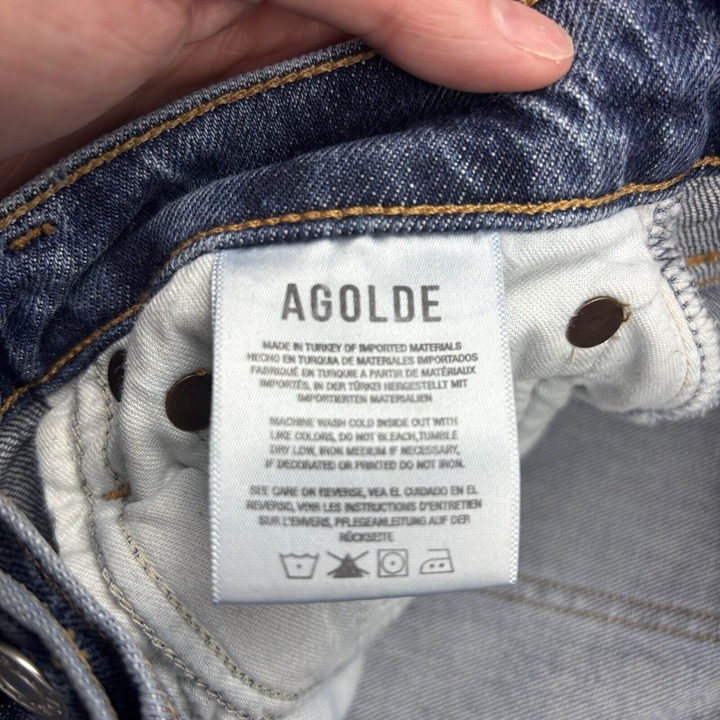 AGOLDE
MADE IN TURKEY OF IMPORTED MATERIALS
HECHO EN TURQUIA DE MATERIALES IMPORTADOS
FABRIQUÉ EN TURQUIE A PARTIR DE MATÉRIAUX
IMPORTÉS, IN DER TÜRKEI HERGESTELLT MIT
IMPORTIERTEN MATERIALIEN
MACHINE WASH COLD INSIDE OUT WITH
LIKE COLORS, DO NOT BLEACH,TUMBLE
DRY LOW, IRON MEDIUM IF NECESSARY,
IF DECORATED OR PRINTED DO NOT IRON.
SEE CARE ON REVERSE, VEA EL CUIDADO EN EL
REVERSO, VOIR LES INSTRUCTIONS D'ENTRETIEN
SUR L'ENVERS, PFLEGEANLEITUNG AUF DER
RÜCKSEITE